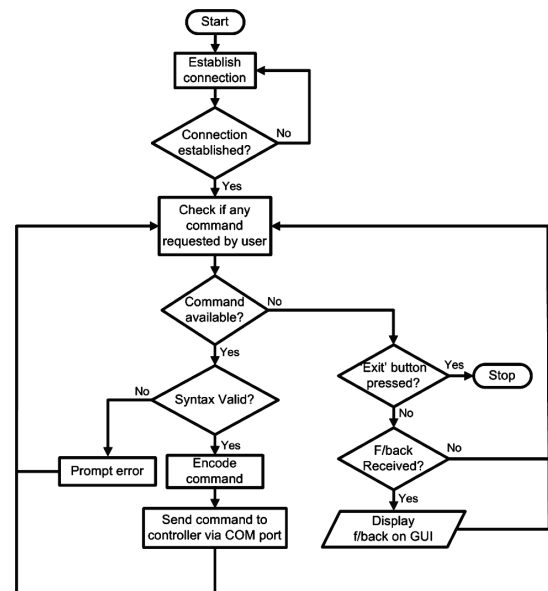 Start
Establish
connection
Connection
established?
No
Yes
Check if any
command
requested by user
Command
available?
No
Yes
'Exit' button
pressed?
Yes
Stop
No
Syntax Valid?
No
Yes
F/back
Received?
No
Yes
Prompt error
Encode
command
Send command to
controller via COM port
Display
f/back on GUI